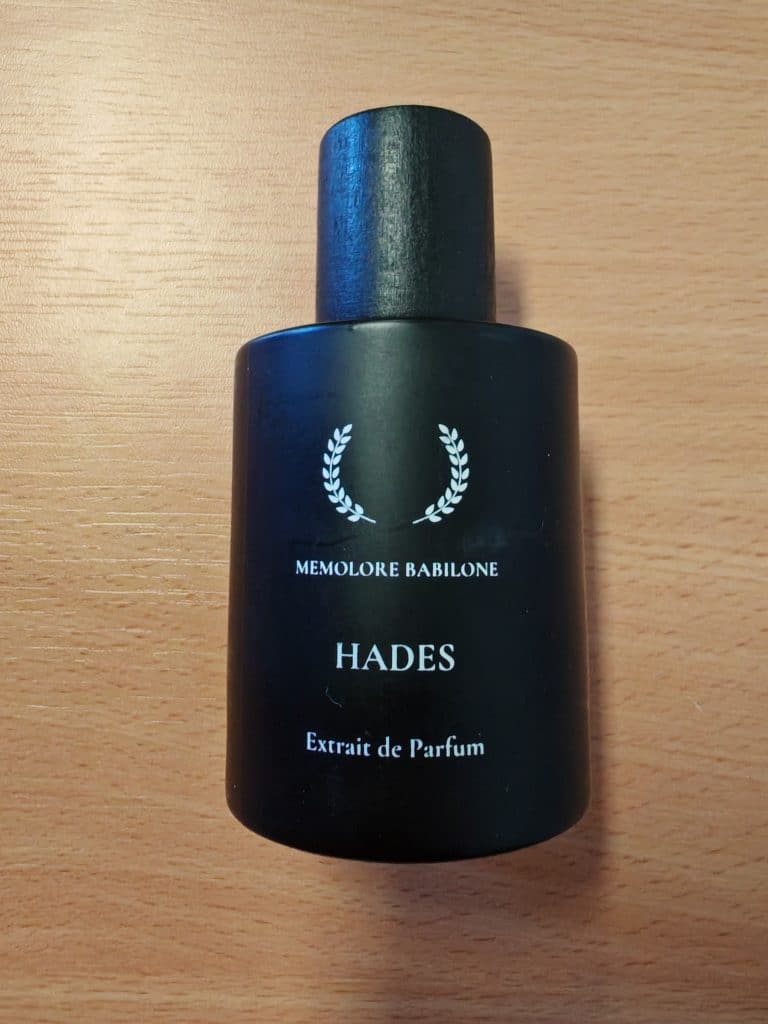 MEMOLORE BABILONE
HADES
Extrait de Parfum